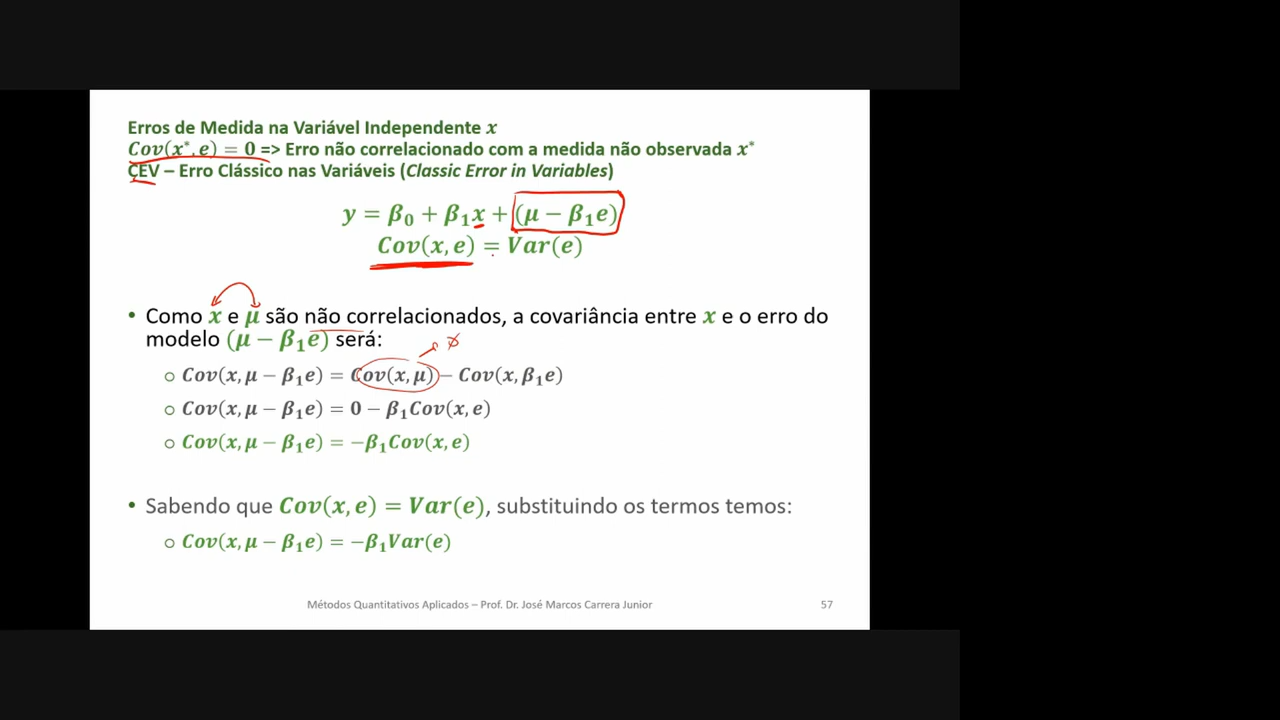 Erros de Medida na Variável Independente x
Cov(x*, e) = 0 => Erro não correlacionado com a medida não observada x*
CEV – Erro Clássico nas Variáveis (Classic Error in Variables)
y = β₀ + β₁x + (μ − β₁e)
Cov(x, e) = Var(e)
• Como x e μ são não correlacionados, a covariância entre x e o erro do
modelo (μ − β₁e) será:
○ Cov(x, μ − β₁e) = Cov(x, μ) − Cov(x, β₁e)
○ Cov(x, μ − β₁e) = 0 − β₁Cov(x, e)
○ Cov(x, μ − β₁e) = −β₁Cov(x, e)
• Sabendo que Cov(x, e) = Var(e), substituindo os termos temos:
○ Cov(x, μ − β₁e) = −β₁Var(e)
Métodos Quantitativos Aplicados – Prof. Dr. José Marcos Carrera Junior
57